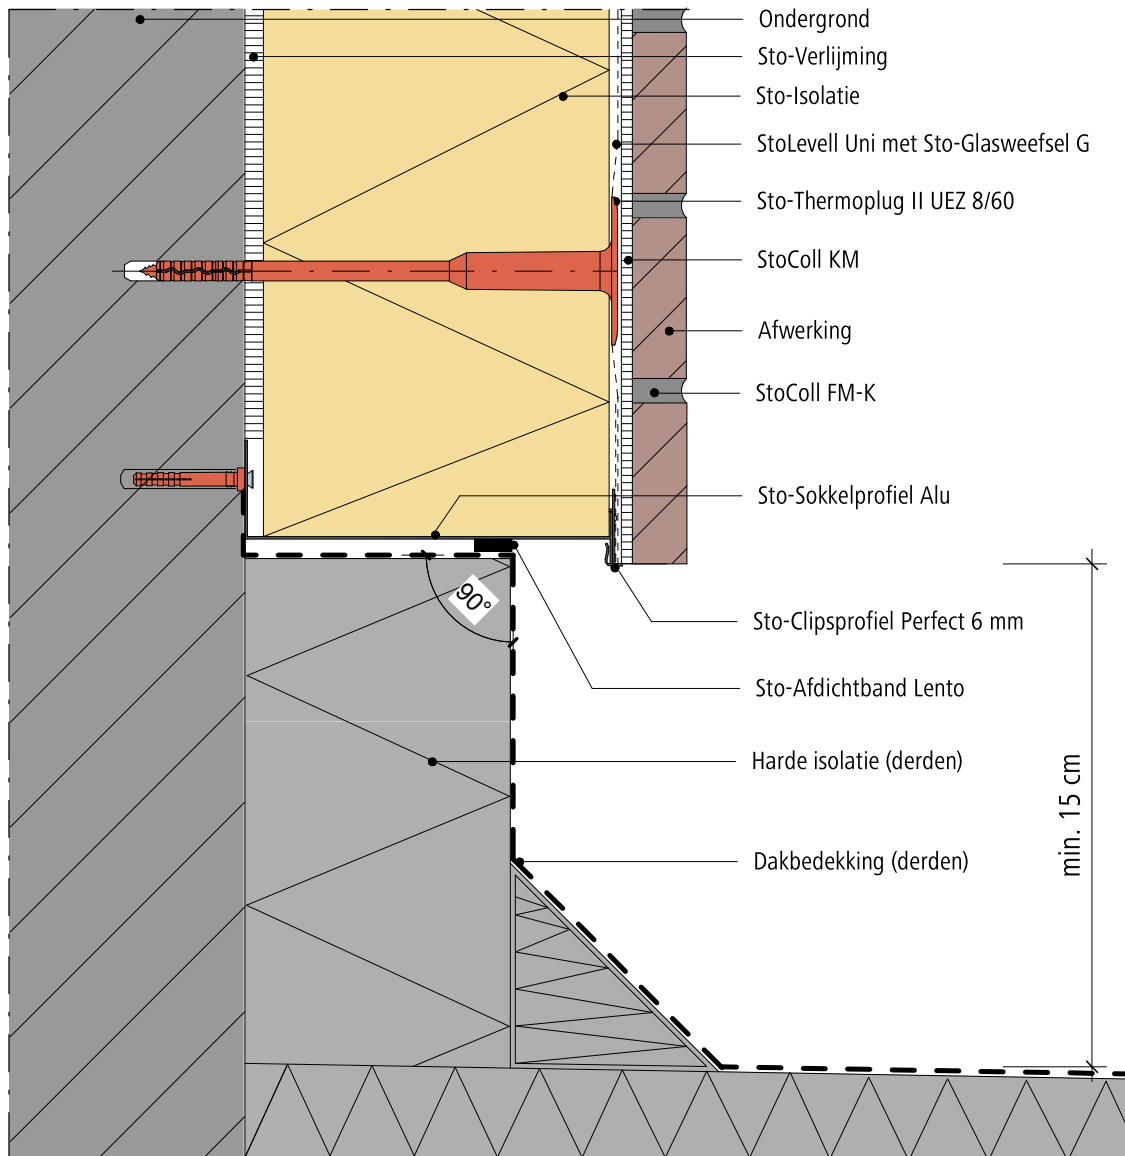 Ondergrond
Sto-Verlijming
Sto-Isolatie
StoLevell Uni met Sto-Glasweefsel G
Sto-Thermoplug II UEZ 8/60
StoColl KM
Afwerking
StoColl FM-K
Sto-Sokkelprofiel Alu
90°
Sto-Clipsprofiel Perfect 6 mm
Sto-Afdichtband Lento
Harde isolatie (derden)
min. 15 cm
Dakbedekking (derden)